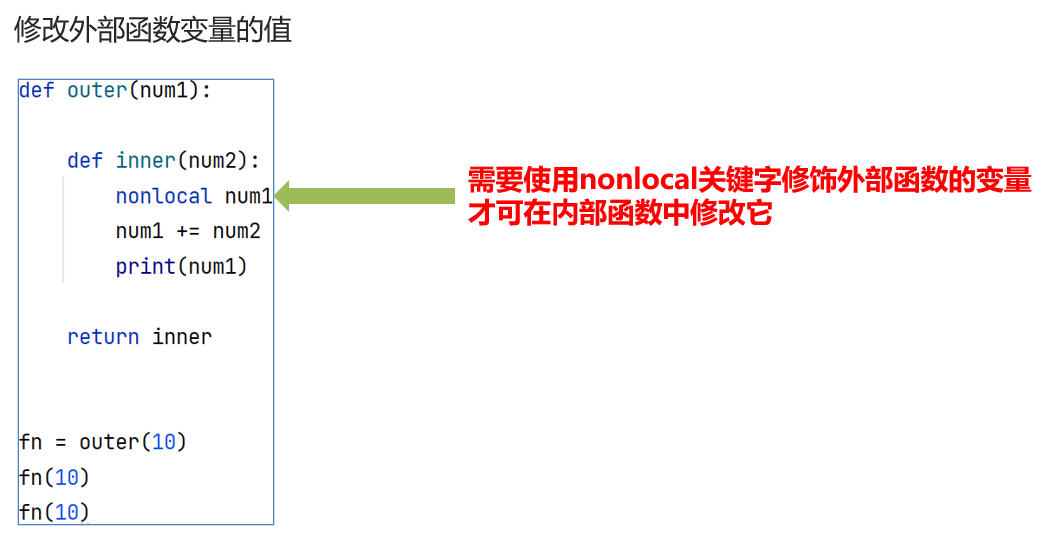 修改外部函数变量的值
def outer(num1):
    def inner(num2):
        nonlocal num1
        num1 += num2
        print(num1)
    return inner
fn = outer(10)
fn(10)
fn(10)
需要使用nonlocal关键字修饰外部函数的变量
才可在内部函数中修改它